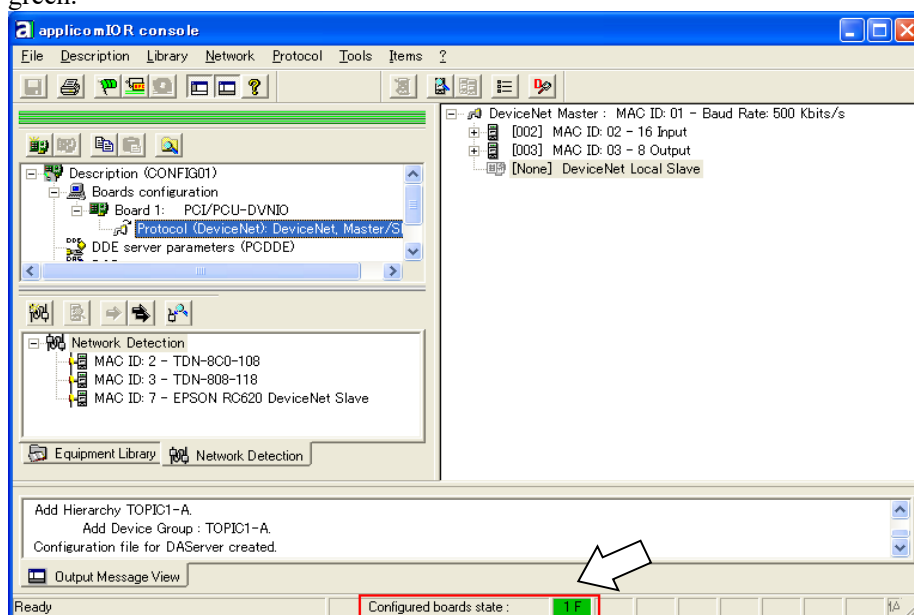 green.
applicomIOR console
File Description Library Network Protocol Tools Items ?
Description (CONFIG01)
Boards configuration
Board 1: PCI/PCU-DVNIO
Protocol (DeviceNet): DeviceNet, Master/S
DDE server parameters (PCDDE)
DeviceNet Master : MAC ID: 01 - Baud Rate: 500 Kbits/s
[002] MAC ID: 02 - 16 Input
[003] MAC ID: 03 - 8 Output
[None] DeviceNet Local Slave
Network Detection
MAC ID: 2 - TDN-8C0-108
MAC ID: 3 - TDN-808-118
MAC ID: 7 - EPSON RC620 DeviceNet Slave
Equipment Library Network Detection
Add Hierarchy TOPIC1-A.
Add Device Group : TOPIC1-A.
Configuration file for DAServer created.
Output Message View
Ready Configured boards state : 1 F